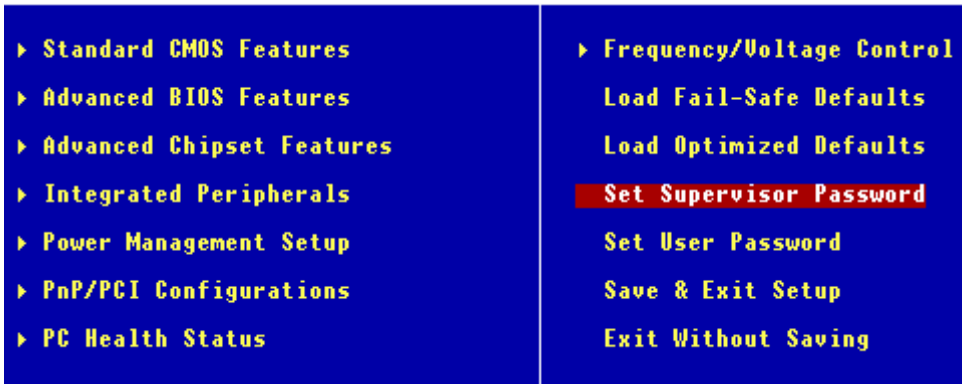 Standard CMOS Features
Advanced BIOS Features
Advanced Chipset Features
Integrated Peripherals
Power Management Setup
PnP/PCI Configurations
PC Health Status
Frequency/Voltage Control
Load Fail-Safe Defaults
Load Optimized Defaults
Set Supervisor Password
Set User Password
Save & Exit Setup
Exit Without Saving